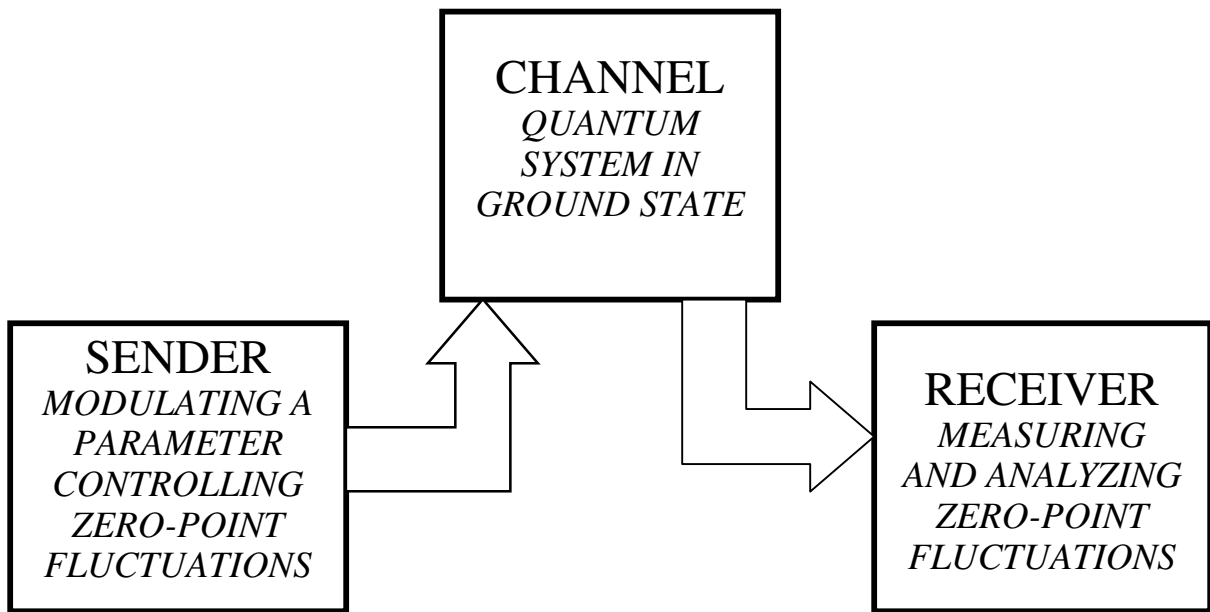 CHANNEL
QUANTUM
SYSTEM IN
GROUND STATE
SENDER
MODULATING A
PARAMETER
CONTROLLING
ZERO-POINT
FLUCTUATIONS
RECEIVER
MEASURING
AND ANALYZING
ZERO-POINT
FLUCTUATIONS